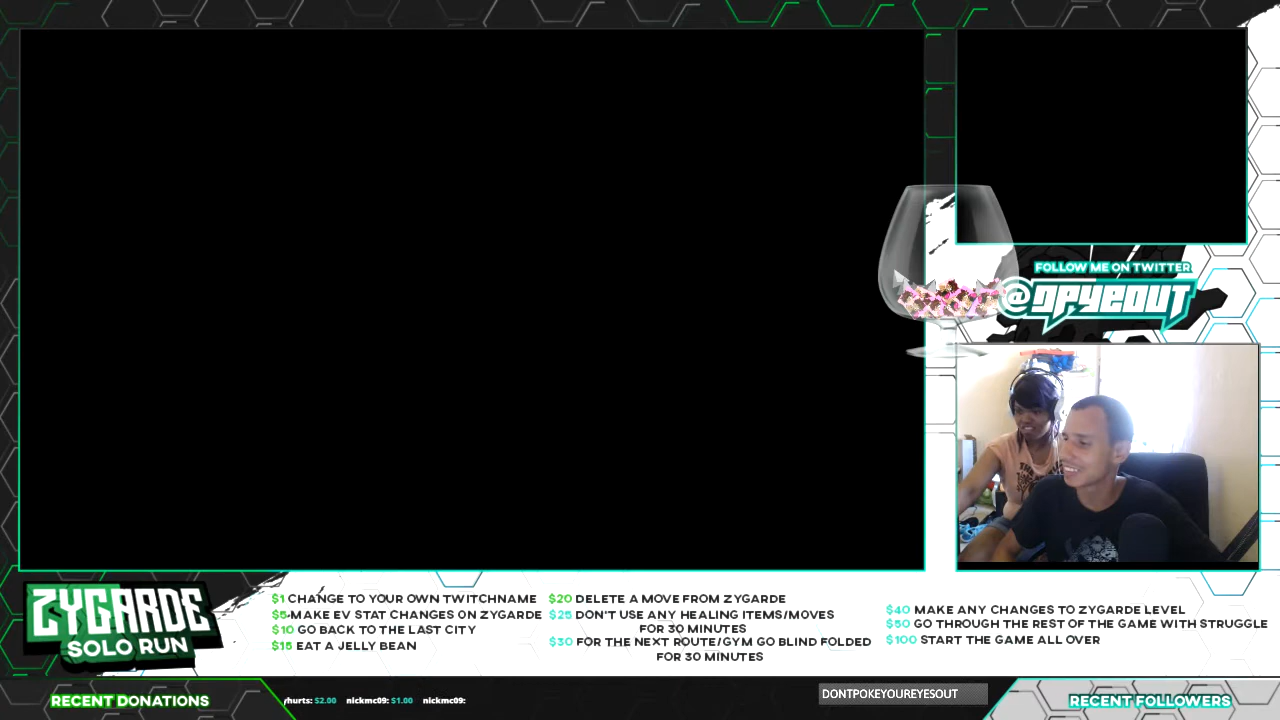 FOLLOW ME ON TWITTER
@DPYEOUT
ZYGARDE
SOLO RUN
$1 CHANGE TO YOUR OWN TWITCHNAME
$5 MAKE EV STAT CHANGES ON ZYGARDE
$10 GO BACK TO THE LAST CITY
$15 EAT A JELLY BEAN
$20 DELETE A MOVE FROM ZYGARDE
$25 DON'T USE ANY HEALING ITEMS/MOVES
FOR 30 MINUTES
$30 FOR THE NEXT ROUTE/GYM GO BLIND FOLDED
FOR 30 MINUTES
$40 MAKE ANY CHANGES TO ZYGARDE LEVEL
$50 GO THROUGH THE REST OF THE GAME WITH STRUGGLE
$100 START THE GAME ALL OVER
RECENT DONATIONS
rhurts: $2.00 nickmc09: $1.00 nickmc09:
DONTPOKEYOUREYESOUT
RECENT FOLLOWERS